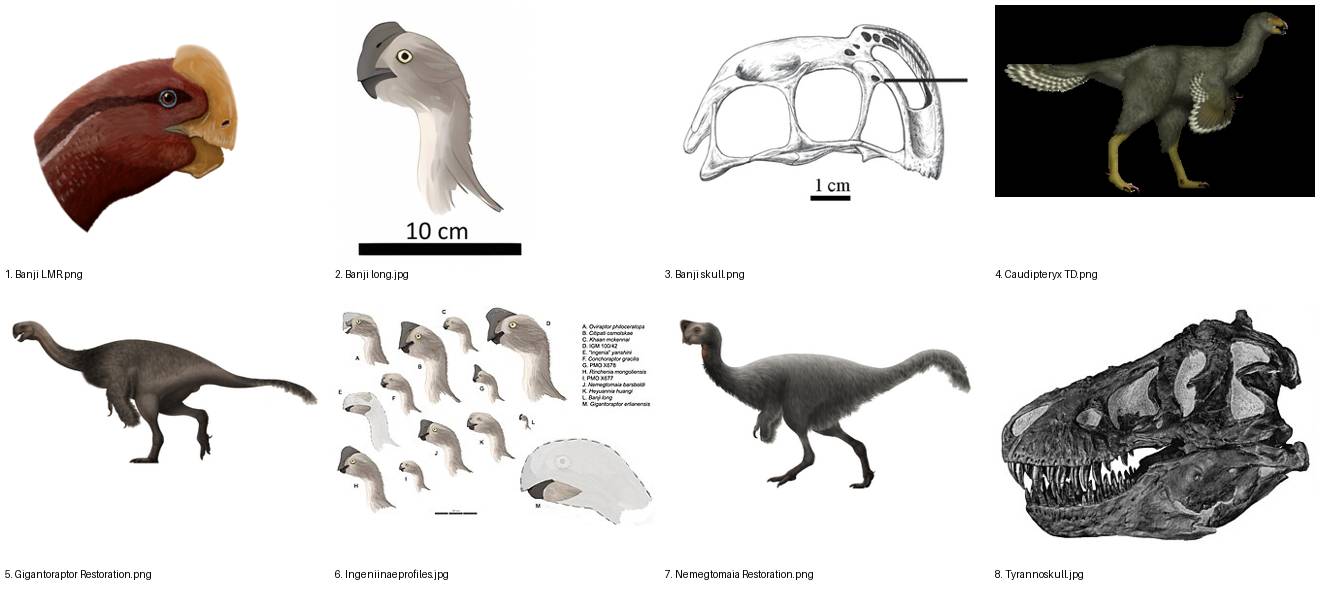 10 cm
1 cm
1. Banji LMR.png
2. Banji long.jpg
3. Banji skull.png
4. Caudipteryx TD.png
A
B
C
D
E
F
G
H
I
J
K
L
M
A. Oviraptor philoceratops
B. Citipati osmolskae
C. Khaan mckennai
D. IGM 100/42
E. "Ingenia" yanshini
F. Conchoraptor gracilis
G. PMO X678
H. Rinchenia mongoliensis
I. PMO X677
J. Nemegtomaia barsboldi
K. Heyuannia huangi
L. Banji long
M. Gigantoraptor erlianensis
5. Gigantoraptor Restoration.png
6. Ingeniinaeprofiles.jpg
7. Nemegtomaia Restoration.png
8. Tyrannoskull.jpg